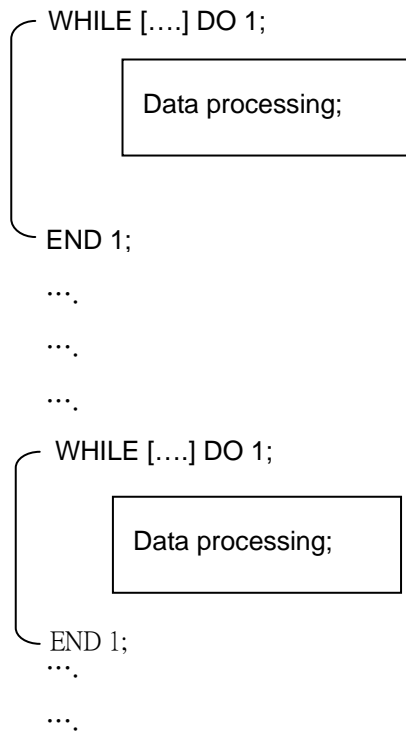 WHILE [….] DO 1;
Data processing;
END 1;
….
….
….
WHILE [….] DO 1;
Data processing;
END 1;
….
….